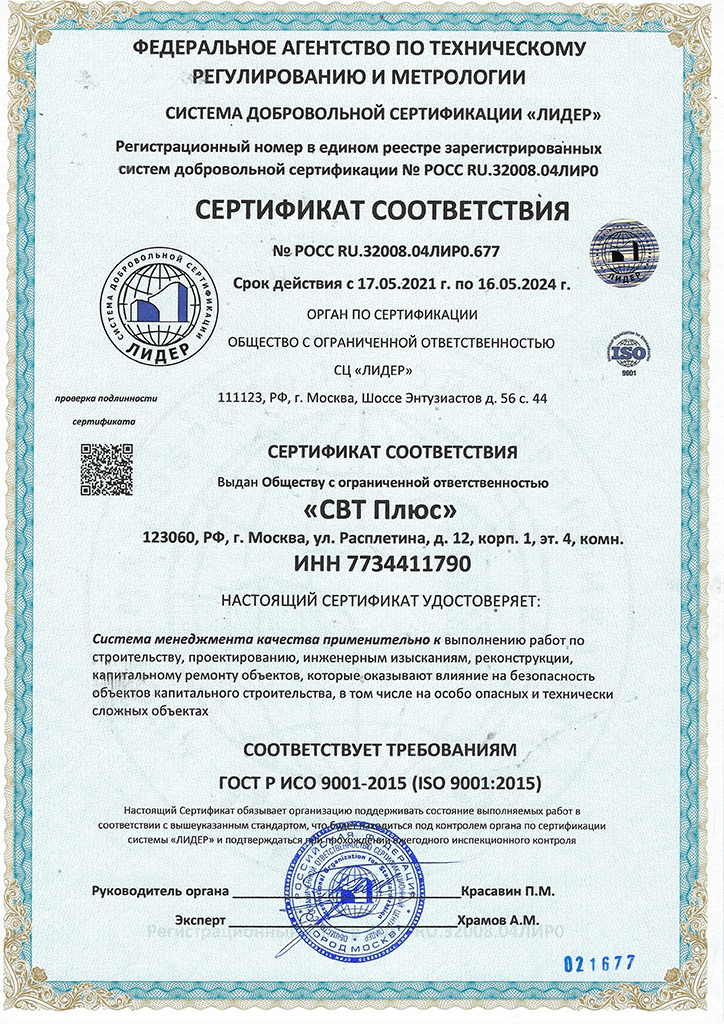 ФЕДЕРАЛЬНОЕ АГЕНТСТВО ПО ТЕХНИЧЕСКОМУ
РЕГУЛИРОВАНИЮ И МЕТРОЛОГИИ
СИСТЕМА ДОБРОВОЛЬНОЙ СЕРТИФИКАЦИИ «ЛИДЕР»
Регистрационный номер в едином реестре зарегистрированных
систем добровольной сертификации № РОСС RU.32008.04ЛИР0
СЕРТИФИКАТ СООТВЕТСТВИЯ
№ РОСС RU.32008.04ЛИР0.677
Срок действия с 17.05.2021 г. по 16.05.2024 г.
СИСТЕМА ДОБРОВОЛЬНОЙ СЕРТИФИКАЦИИ
ЛИДЕР
ЛИДЕР
ОРГАН ПО СЕРТИФИКАЦИИ
ОБЩЕСТВО С ОГРАНИЧЕННОЙ ОТВЕТСТВЕННОСТЬЮ
СЦ «ЛИДЕР»
ISO
9001
проверка подлинности
сертификата
111123, РФ, г. Москва, Шоссе Энтузиастов д. 56 с. 44
СЕРТИФИКАТ СООТВЕТСТВИЯ
Выдан Обществу с ограниченной ответственностью
«СВТ Плюс»
123060, РФ, г. Москва, ул. Расплетина, д. 12, корп. 1, эт. 4, комн.
ИНН 7734411790
НАСТОЯЩИЙ СЕРТИФИКАТ УДОСТОВЕРЯЕТ:
Система менеджмента качества применительно к выполнению работ по
строительству, проектированию, инженерным изысканиям, реконструкции,
капитальному ремонту объектов, которые оказывают влияние на безопасность
объектов капитального строительства, в том числе на особо опасных и технически
сложных объектах
СООТВЕТСТВУЕТ ТРЕБОВАНИЯМ
ГОСТ Р ИСО 9001-2015 (ISO 9001:2015)
Настоящий Сертификат обязывает организацию поддерживать состояние выполняемых работ в
соответствии с вышеуказанным стандартом, что будет находиться под контролем органа по сертификации
системы «ЛИДЕР» и подтверждаться при прохождении ежегодного инспекционного контроля
РОССИЙСКАЯ ФЕДЕРАЦИЯ
ГОРОД МОСКВА
Руководитель органа Красавин П.М.
Эксперт Храмов А.М.
021677